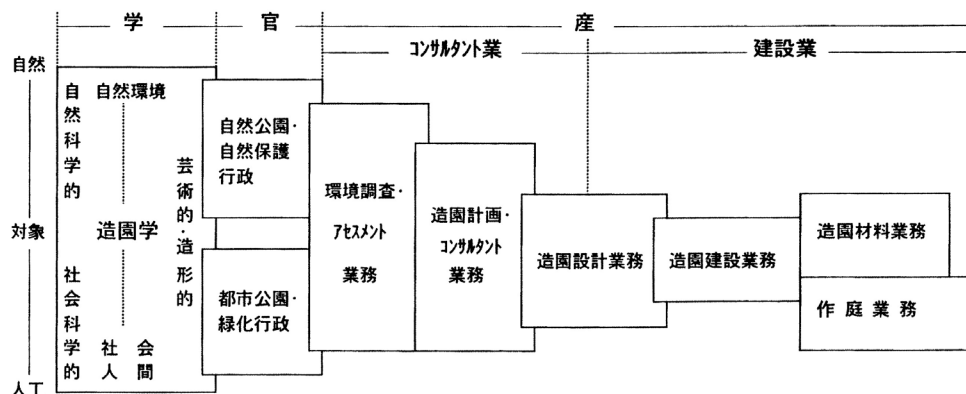 学
官
産
コンサルタント業
建設業
自然
対象
人工
自然科学的
社会科学的
自然環境
造園学
社会
人間
芸術的・造形的
自然公園・
自然保護
行政
都市公園・
緑化行政
環境調査・
アセスメント
業務
造園計画・
コンサルタント
業務
造園設計業務
造園建設業務
造園材料業務
作庭業務